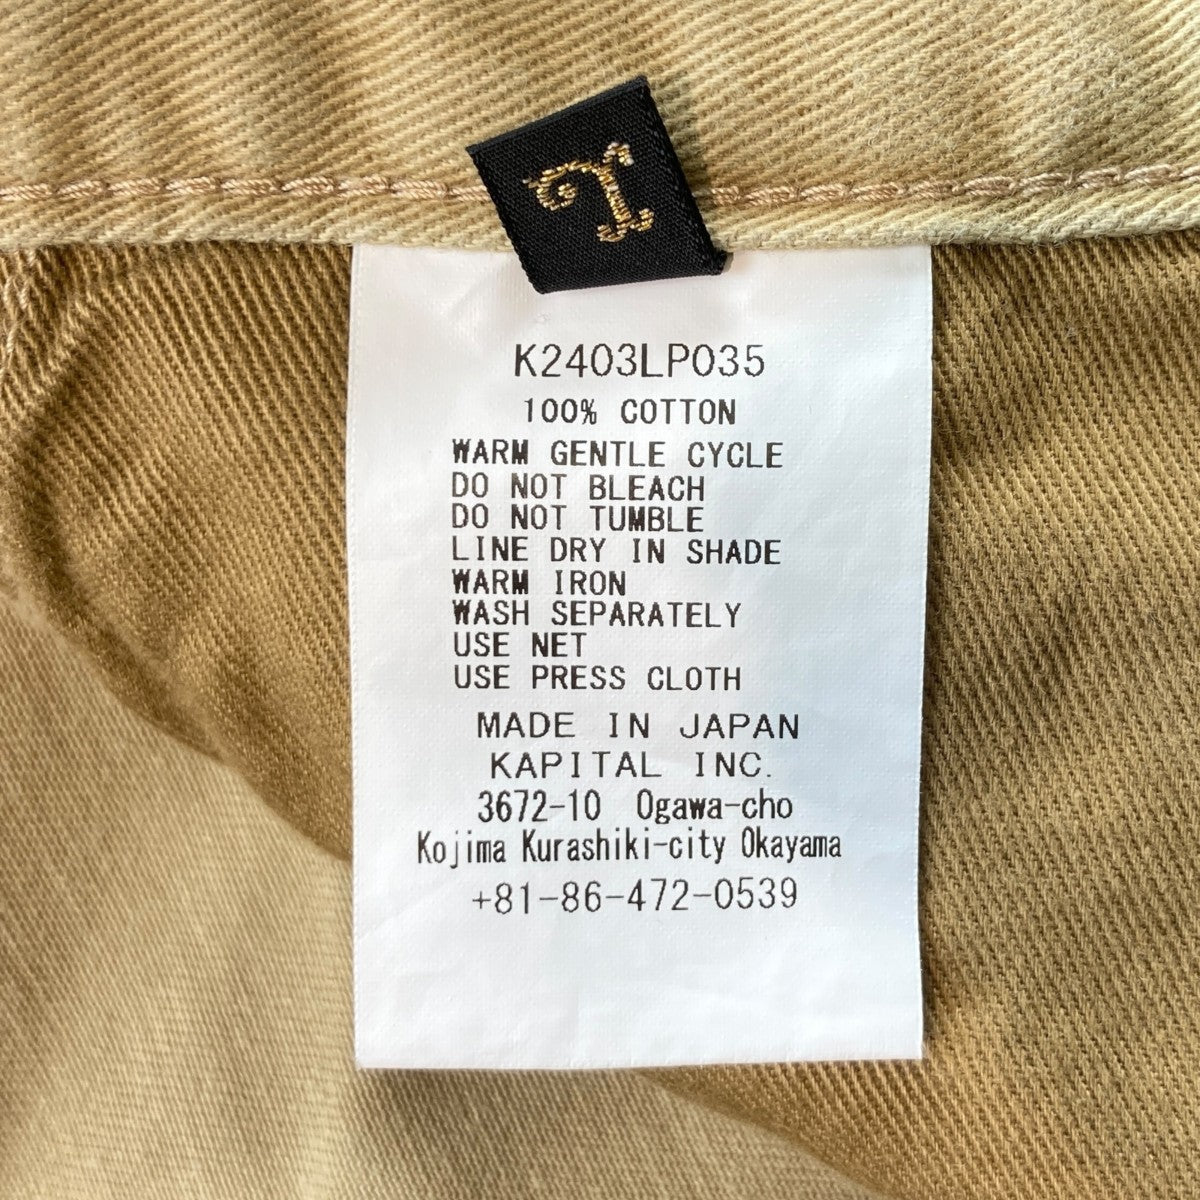 K2403LP035
100% COTTON
WARM GENTLE CYCLE
DO NOT BLEACH
DO NOT TUMBLE
LINE DRY IN SHADE
WARM IRON
WASH SEPARATELY
USE NET
USE PRESS CLOTH
MADE IN JAPAN
KAPITAL INC.
3672-10 Ogawa-cho
Kojima Kurashiki-city Okayama
+81-86-472-0539